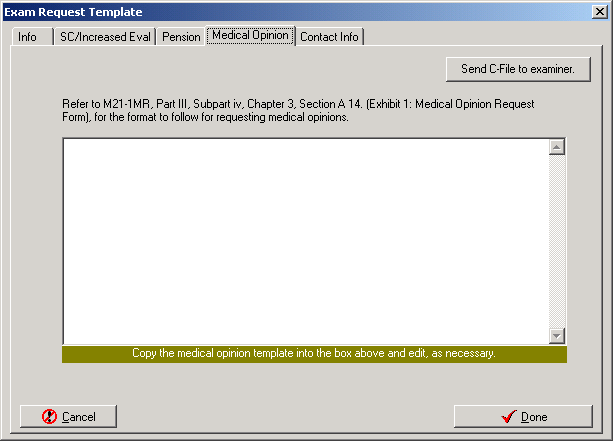 Exam Request Template
Info
SC/Increased Eval
Pension
Medical Opinion
Contact Info
Send C-File to examiner.
Refer to M21-1MR, Part III, Subpart iv, Chapter 3, Section A 14. (Exhibit 1: Medical Opinion Request
Form), for the format to follow for requesting medical opinions.
Copy the medical opinion template into the box above and edit, as necessary.
Cancel
Done